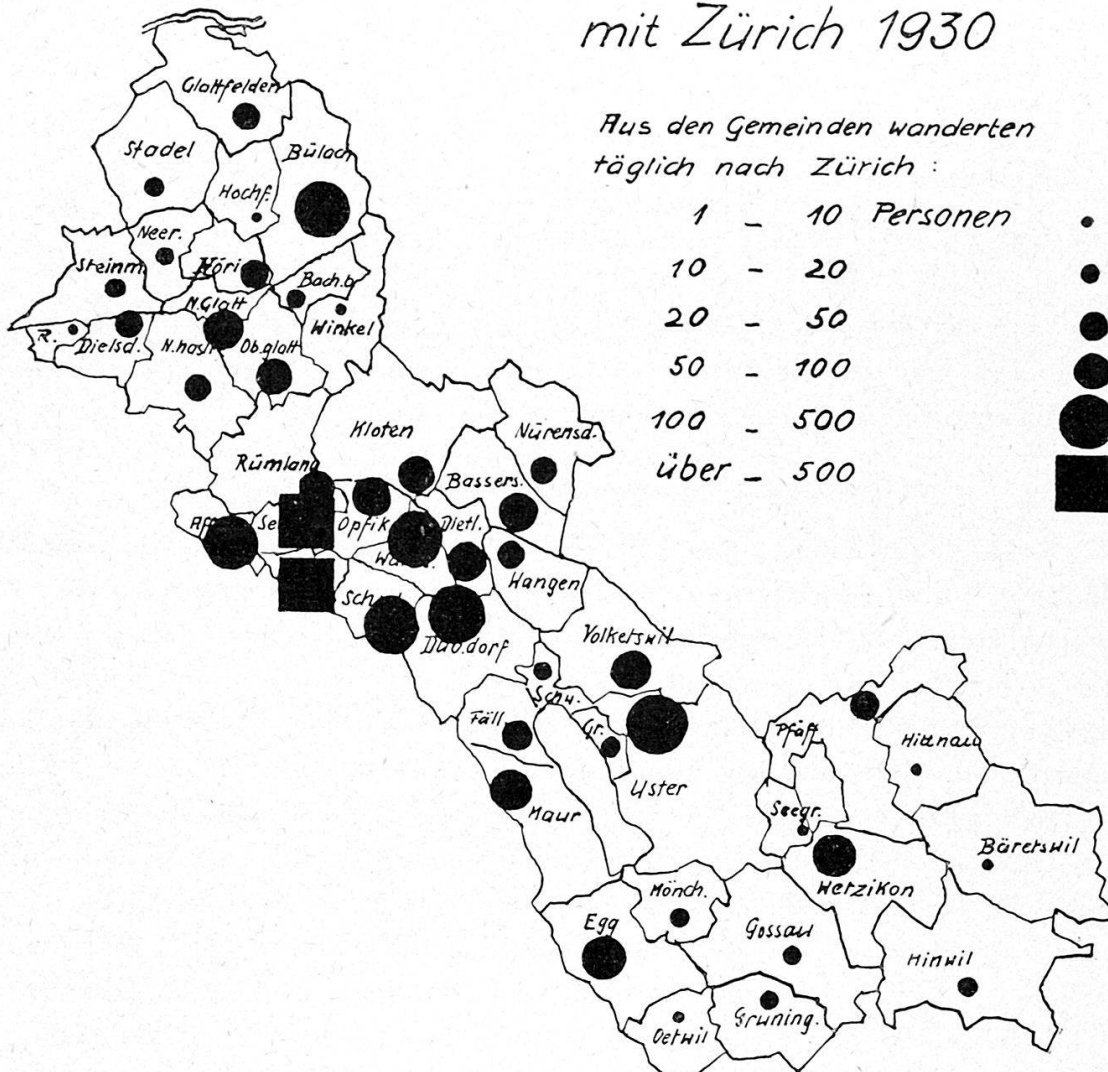 mit Zürich 1930
Aus den Gemeinden wanderten
täglich nach Zürich :
1 – 10 Personen
10 – 20
20 – 50
50 – 100
100 – 500
über – 500
Glattfelden
Stadel
Bülach
Hochf.
Neer.
Steinm.
Höri
Bach.b
N.Glatt
Winkel
R.
Dielsd.
N.hasli
Ob.glatt
Kloten
Nürensd.
Rümlang
Bassers.
Opfik
Dietl.
Wangen
Volketswil
Düb.dorf
Schw.
Fäll.
Gr.
Pfäff.
Hittnau
Uster
Maur
Seegr.
Bäretswil
Wetzikon
Mönch.
Egg
Gossau
Hinwil
Oetwil
Grüning.